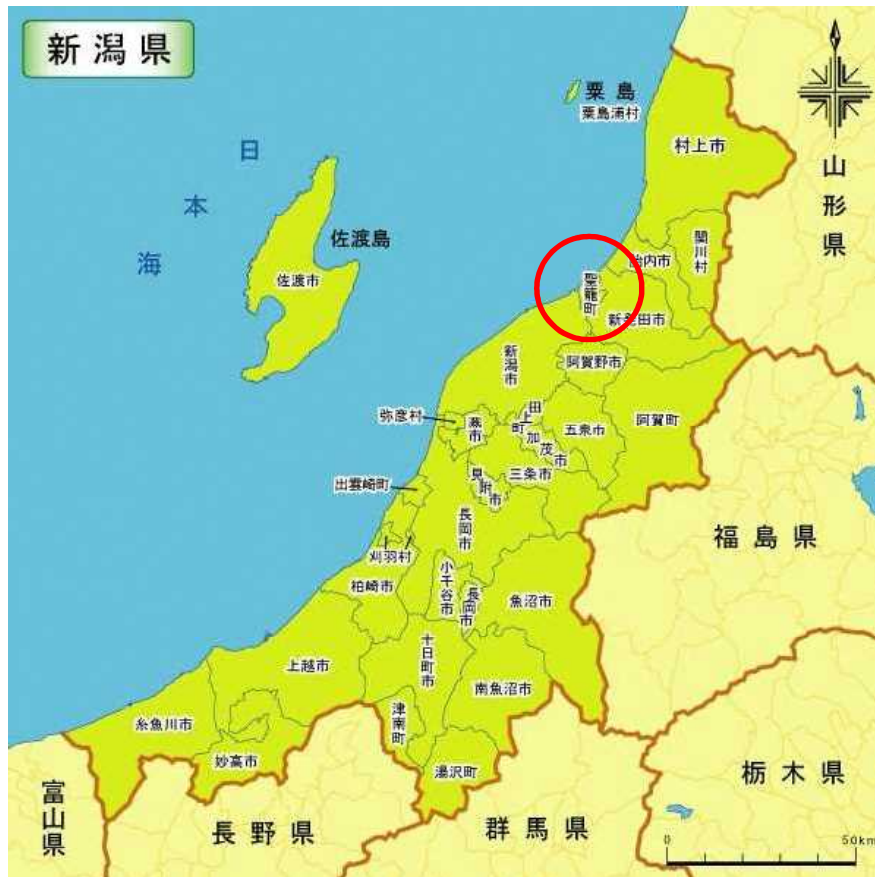 新潟県
粟島
粟島浦村
村上市
山形県
日本海
佐渡島
佐渡市
関川村
胎内市
聖籠町
新発田市
新潟市
阿賀野市
弥彦村
燕市
田上町
加茂市
五泉市
阿賀町
三条市
見附市
出雲崎町
長岡市
刈羽村
柏崎市
小千谷市
長岡市
魚沼市
福島県
十日町市
上越市
南魚沼市
津南町
糸魚川市
妙高市
湯沢町
栃木県
富山県
長野県
群馬県
0 50km